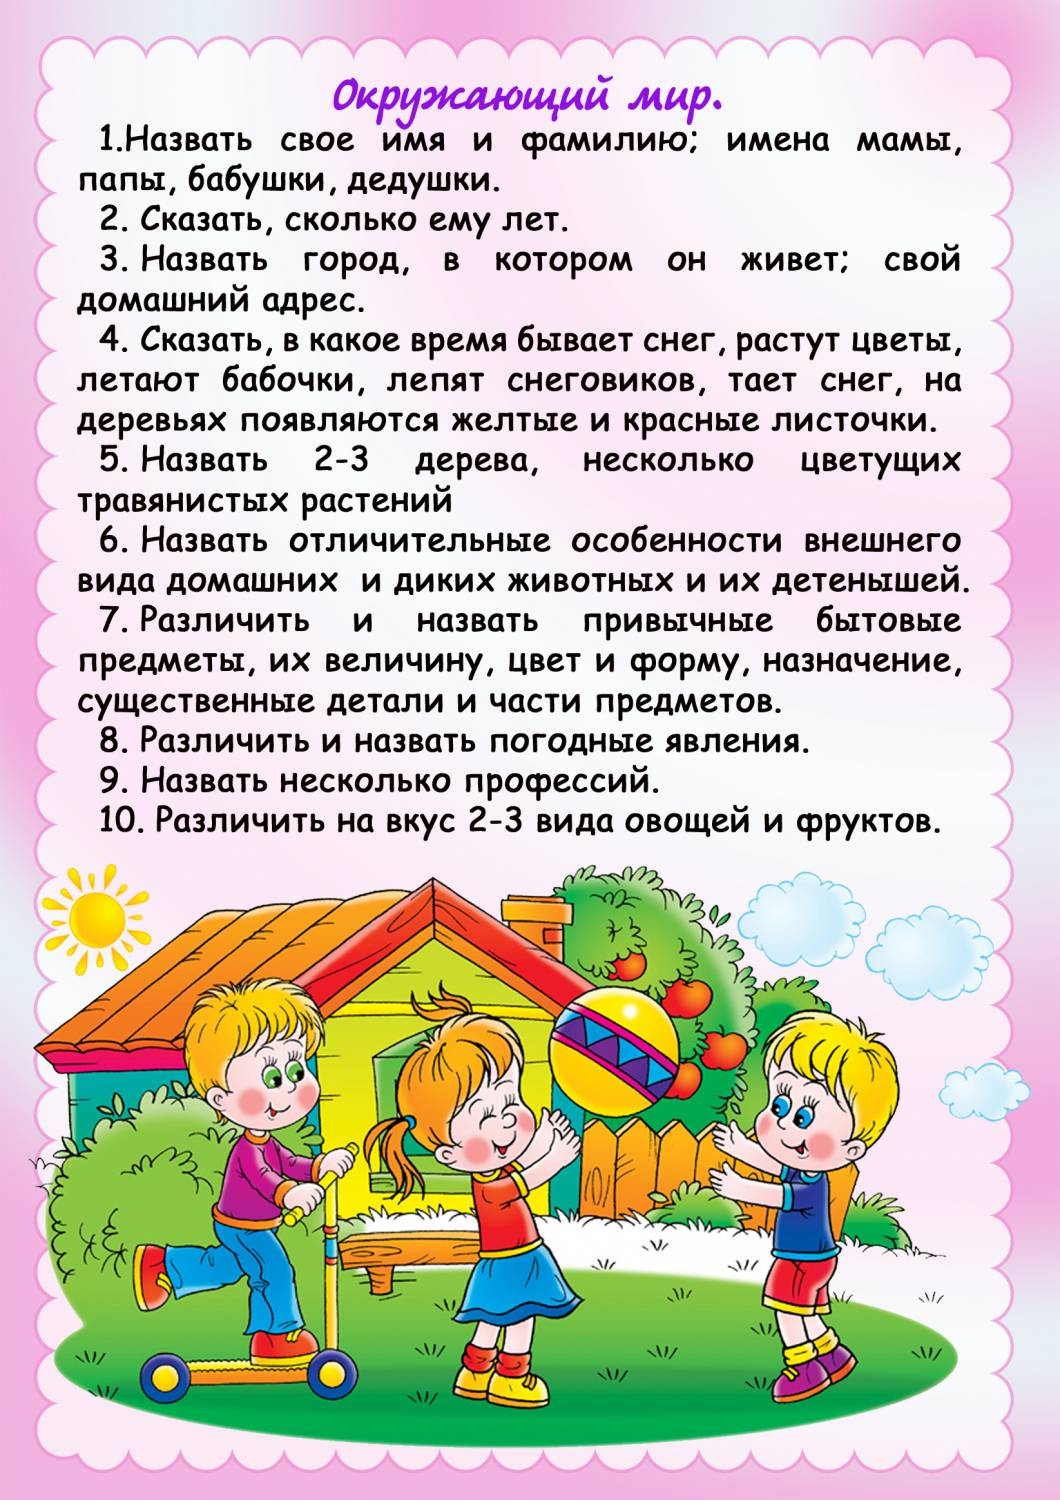 Окружающий мир.
1.Назвать свое имя и фамилию; имена мамы,
папы, бабушки, дедушки.
2. Сказать, сколько ему лет.
3. Назвать город, в котором он живет; свой
домашний адрес.
4. Сказать, в какое время бывает снег, растут цветы,
летают бабочки, лепят снеговиков, тает снег, на
деревьях появляются желтые и красные листочки.
5. Назвать 2-3 дерева, несколько цветущих
травянистых растений
6. Назвать отличительные особенности внешнего
вида домашних и диких животных и их детенышей.
7. Различить и назвать привычные бытовые
предметы, их величину, цвет и форму, назначение,
существенные детали и части предметов.
8. Различить и назвать погодные явления.
9. Назвать несколько профессий.
10. Различить на вкус 2-3 вида овощей и фруктов.